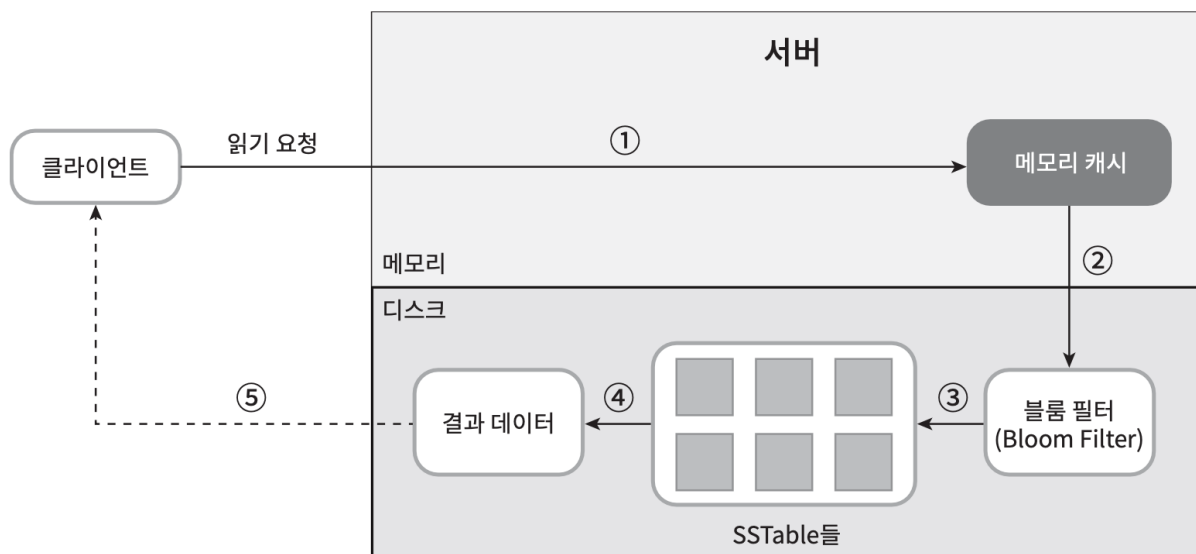 서버
읽기 요청
①
클라이언트
메모리 캐시
②
메모리
디스크
⑤
결과 데이터
④
③
블룸 필터
(Bloom Filter)
SSTable들